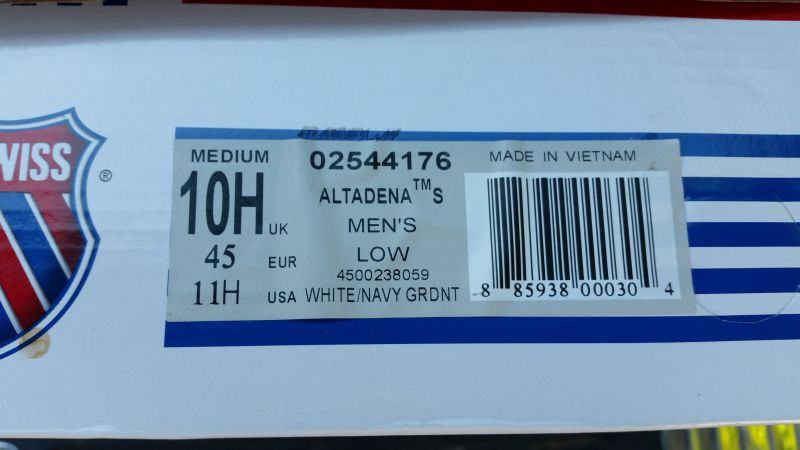 WISS
®
MEDIUM
10H UK
45 EUR
11H USA
02544176
ALTADENA™S
MEN'S
LOW
4500238059
WHITE/NAVY GRDNT
MADE IN VIETNAM
8 85938 00030 4